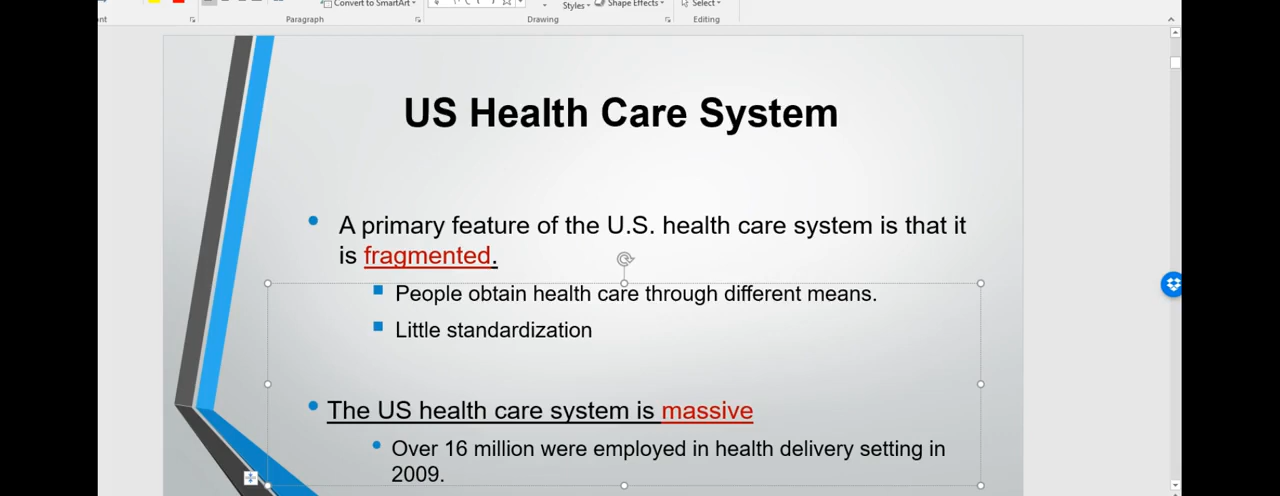 Convert to SmartArt
Shape Effects
Select
Styles
Paragraph
Drawing
Editing
US Health Care System
A primary feature of the U.S. health care system is that it
is fragmented.
People obtain health care through different means.
Little standardization
The US health care system is massive
Over 16 million were employed in health delivery setting in
2009.